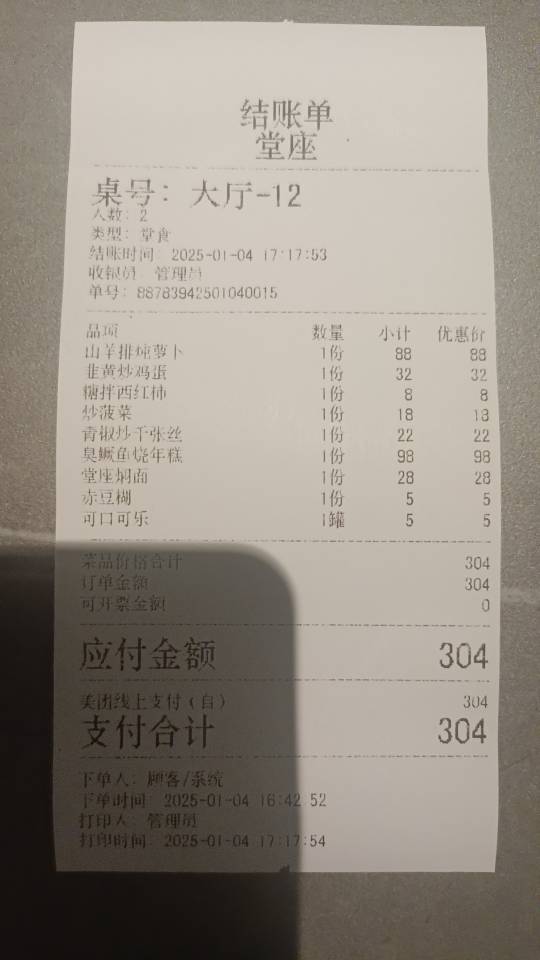 结账单
堂座
桌号: 大厅-12
人数: 2
类型: 堂食
结账时间: 2025-01-04 17:17:53
收银员: 管理员
单号: 88783942501040015
品项 数量 小计 优惠价
山羊排炖萝卜 1份 88 88
韭黄炒鸡蛋 1份 32 32
糖拌西红柿 1份 8 8
炒菠菜 1份 18 18
青椒炒千张丝 1份 22 22
臭鳜鱼烧年糕 1份 98 98
堂座焖面 1份 28 28
赤豆糊 1份 5 5
可口可乐 1罐 5 5
菜品价格合计 304
订单金额 304
可开票金额 0
应付金额 304
美团线上支付(自) 304
支付合计 304
下单人: 顾客/系统
下单时间: 2025-01-04 16:42:52
打印人: 管理员
打印时间: 2025-01-04 17:17:54